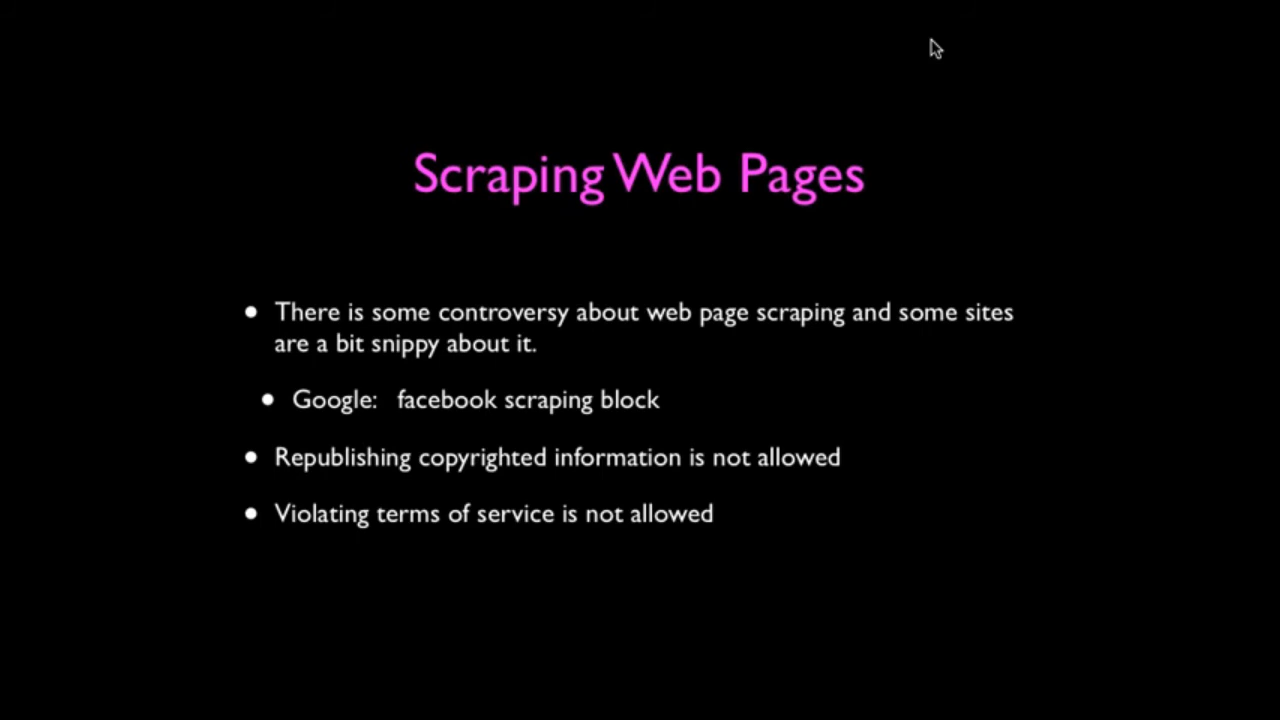 Scraping Web Pages
• There is some controversy about web page scraping and some sites
are a bit snippy about it.
• Google: facebook scraping block
• Republishing copyrighted information is not allowed
• Violating terms of service is not allowed